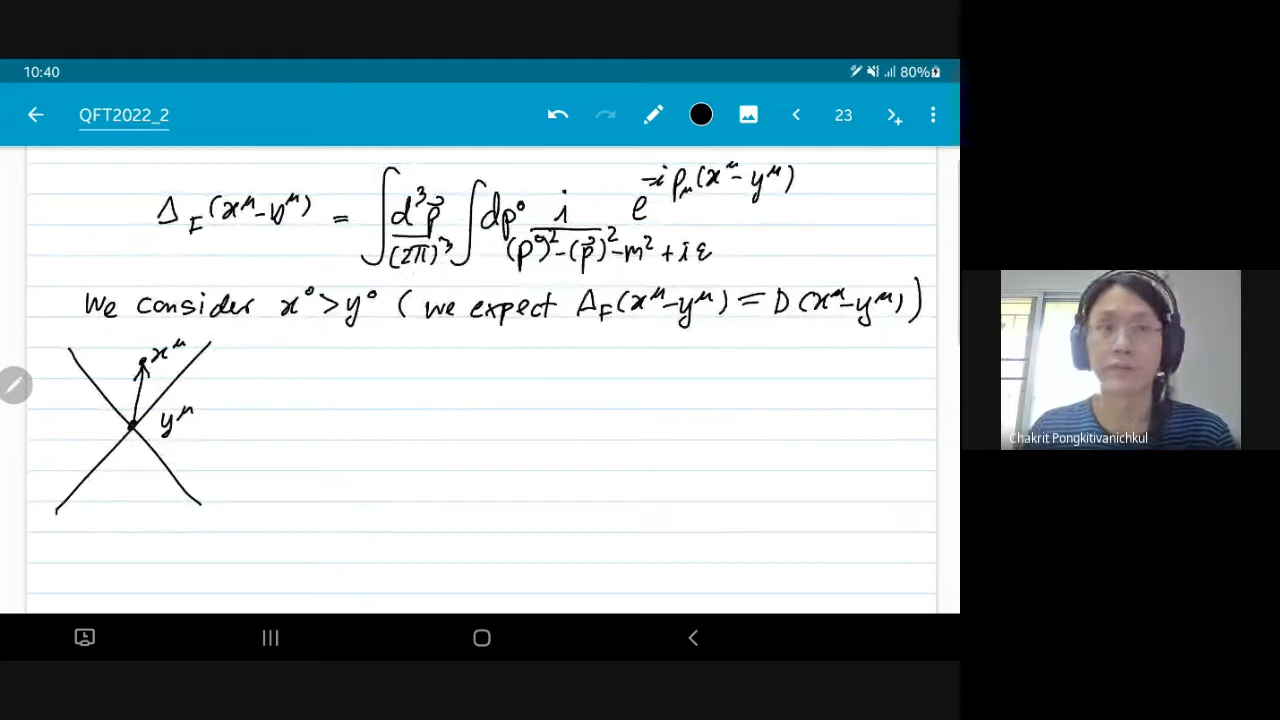 10:40
80%
QFT2022_2
23
Δ_F(x^μ-y^μ) = ∫ d³p⃗/(2π)³ ∫ dp⁰ i/((p⁰)²-(p⃗)²-m²+iε) e^{-ip_μ(x^μ-y^μ)}
We consider x⁰>y⁰ (we expect Δ_F(x^μ-y^μ) = D(x^μ-y^μ))
x^μ
y^μ
Chakrit Pongkitivanichkul